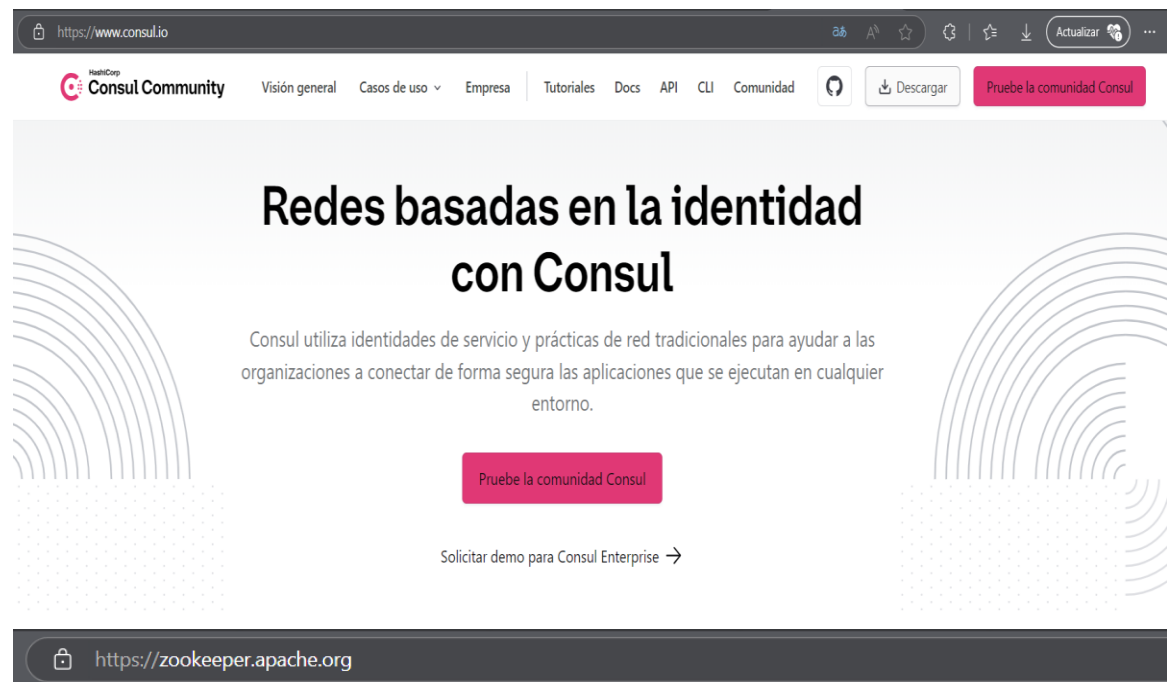 https://www.consul.io
Actualizar
HashiCorp
Consul Community
Visión general Casos de uso Empresa Tutoriales Docs API CLI Comunidad Descargar Pruebe la comunidad Consul
Redes basadas en la identidad
con Consul
Consul utiliza identidades de servicio y prácticas de red tradicionales para ayudar a las
organizaciones a conectar de forma segura las aplicaciones que se ejecutan en cualquier
entorno.
Pruebe la comunidad Consul
Solicitar demo para Consul Enterprise →
https://zookeeper.apache.org